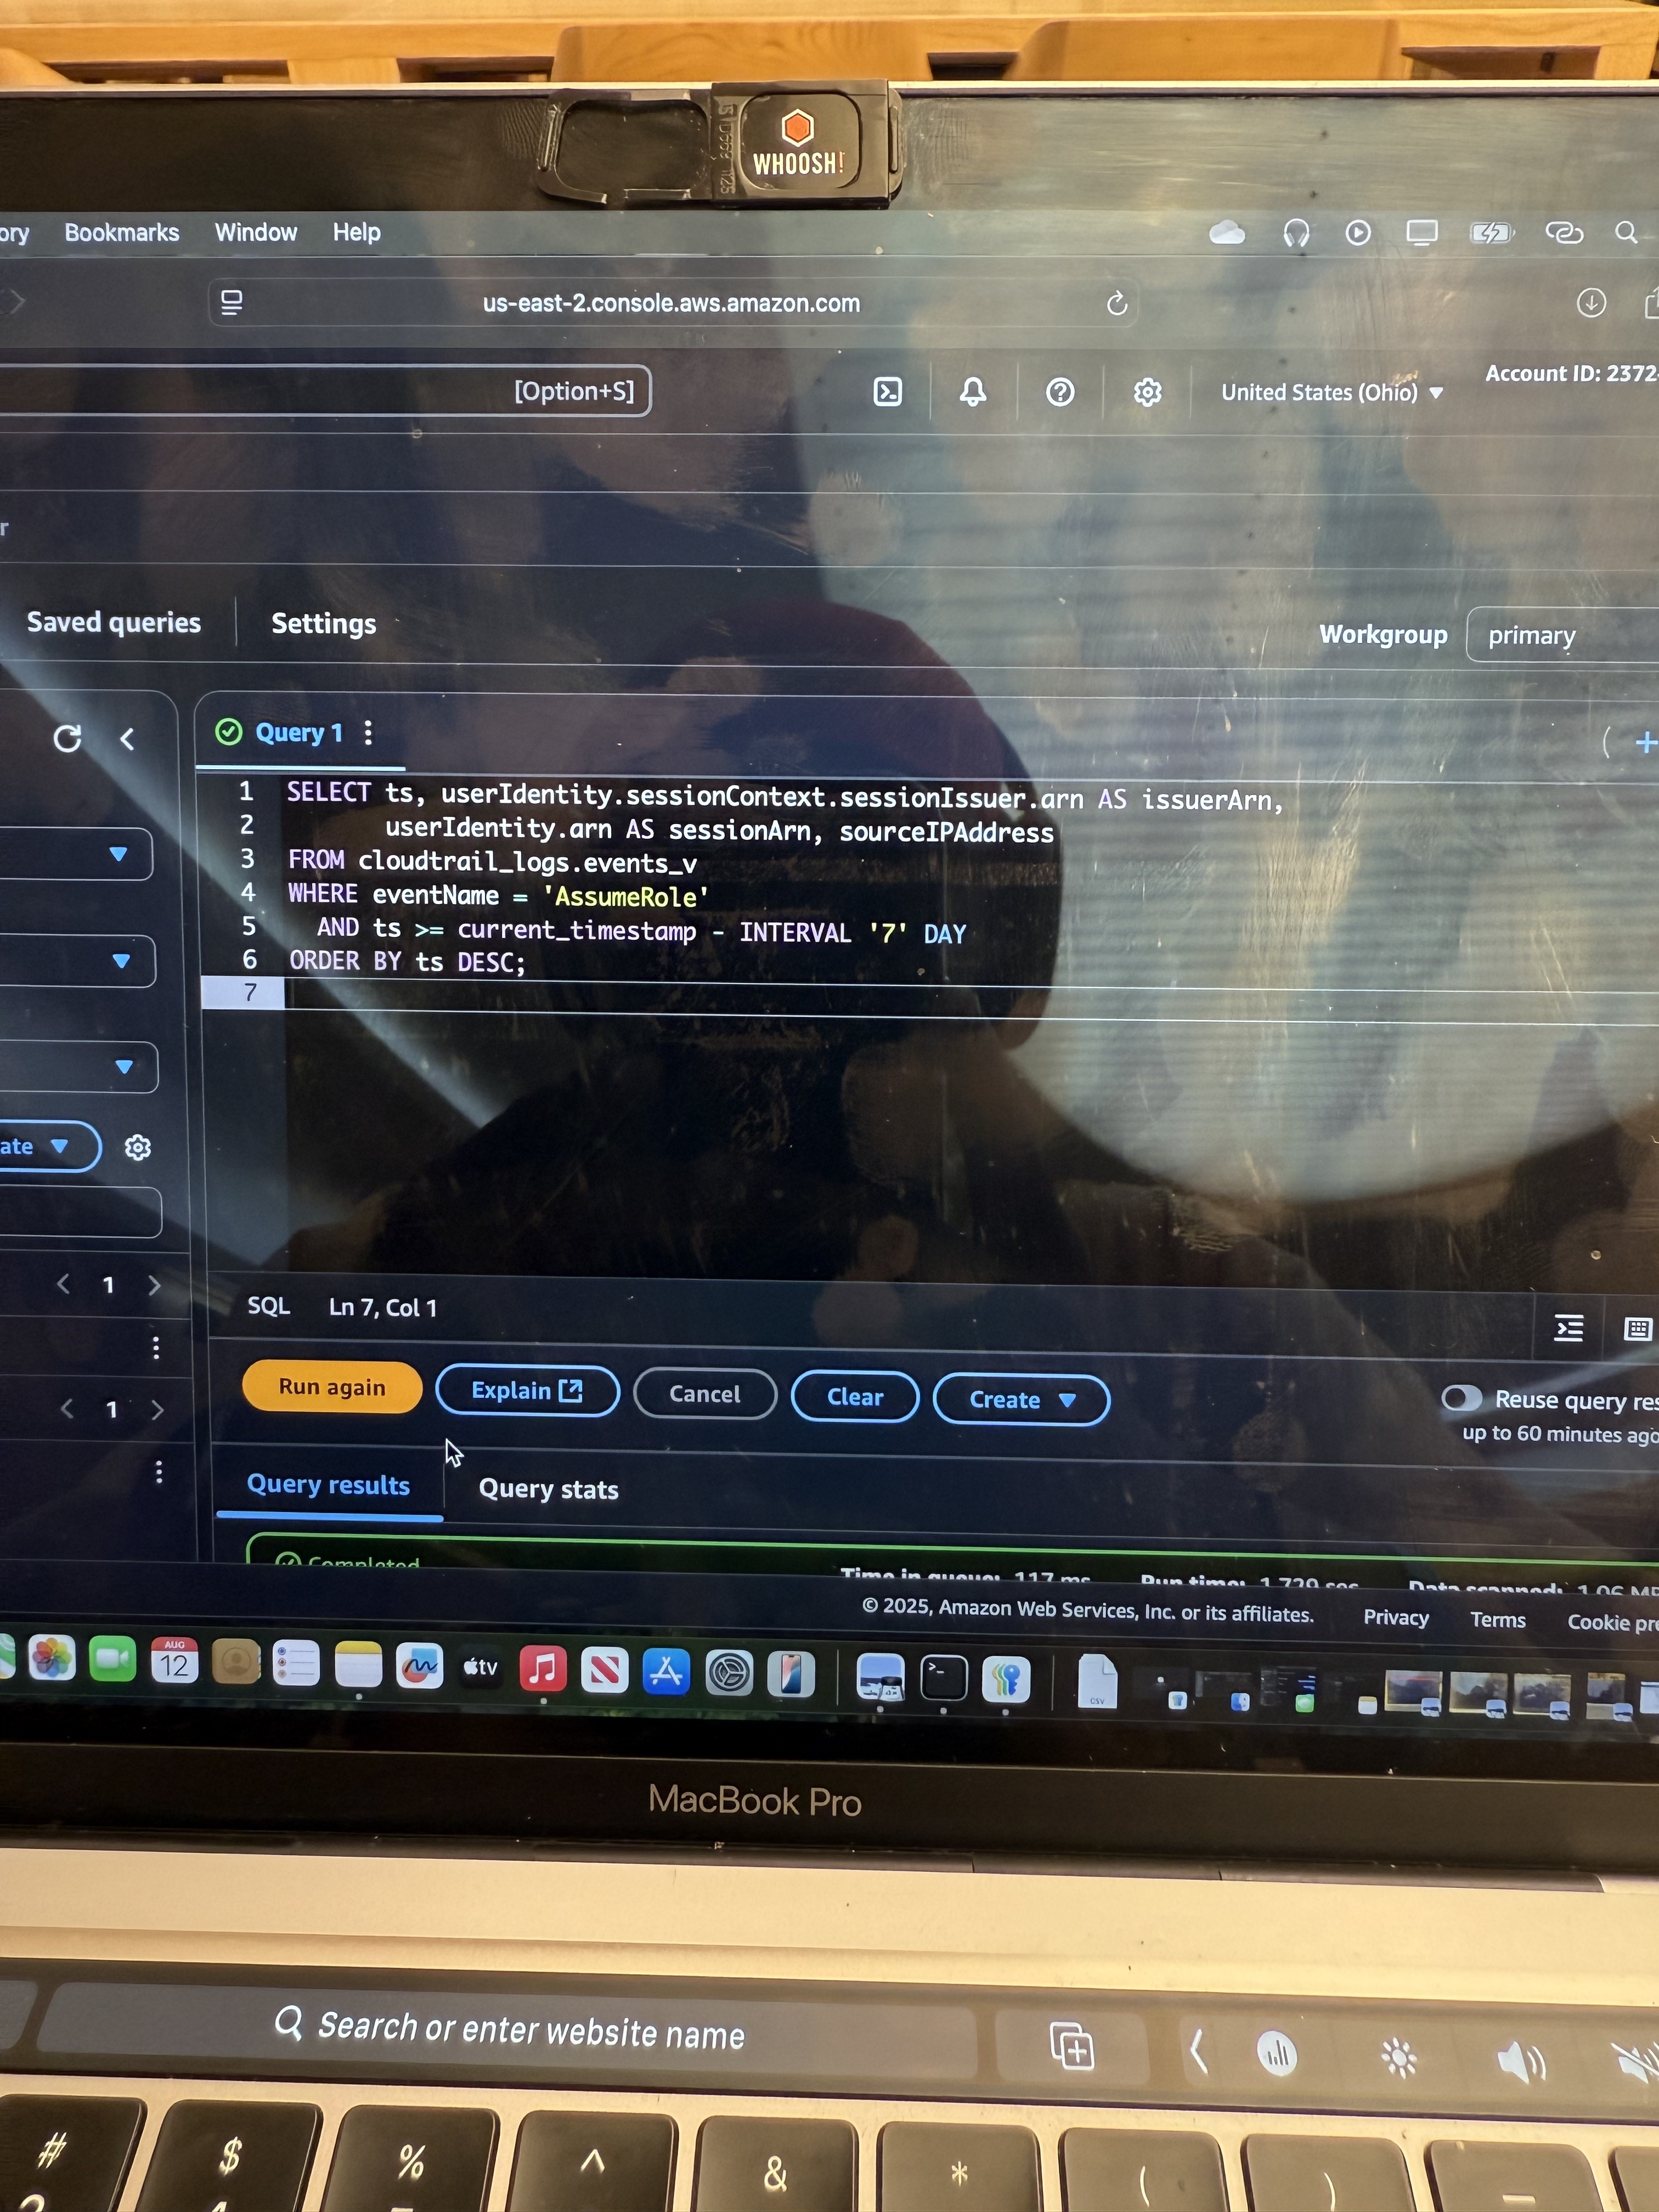 WHOOSH!
ory Bookmarks Window Help
us-east-2.console.aws.amazon.com
[Option+S] United States (Ohio) Account ID: 2372-
r
Saved queries Settings Workgroup primary
Query 1
1 SELECT ts, userIdentity.sessionContext.sessionIssuer.arn AS issuerArn,
2 userIdentity.arn AS sessionArn, sourceIPAddress
3 FROM cloudtrail_logs.events_v
4 WHERE eventName = 'AssumeRole'
5 AND ts >= current_timestamp - INTERVAL '7' DAY
6 ORDER BY ts DESC;
7
ate
1
SQL Ln 7, Col 1
Run again Explain Cancel Clear Create Reuse query res
up to 60 minutes ago
1
Query results Query stats
Completed Time in queue: 117 ms Run time: 1.729 sec Data scanned: 1.06 MB
© 2025, Amazon Web Services, Inc. or its affiliates. Privacy Terms Cookie pre
AUG
12
tv
CSV
MacBook Pro
Search or enter website name
# $ % ^ & * ( ) _